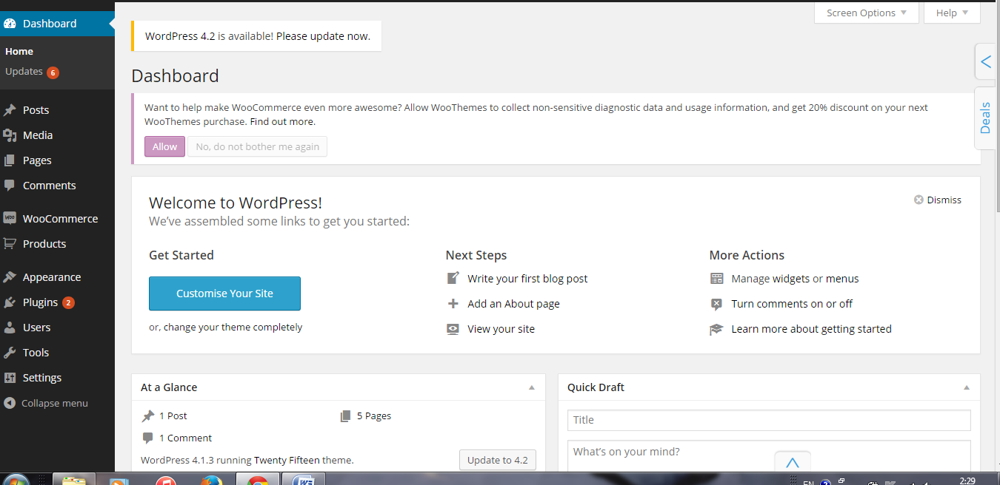 Dashboard
Home
Updates 6
Posts
Media
Pages
Comments
WooCommerce
Products
Appearance
Plugins 2
Users
Tools
Settings
Collapse menu
Screen Options
Help
WordPress 4.2 is available! Please update now.
Dashboard
Want to help make WooCommerce even more awesome? Allow WooThemes to collect non-sensitive diagnostic data and usage information, and get 20% discount on your next
WooThemes purchase. Find out more.
Allow
No, do not bother me again
Deals
Welcome to WordPress!
We've assembled some links to get you started:
Dismiss
Get Started
Customise Your Site
or, change your theme completely
Next Steps
Write your first blog post
Add an About page
View your site
More Actions
Manage widgets or menus
Turn comments on or off
Learn more about getting started
At a Glance
1 Post
5 Pages
1 Comment
WordPress 4.1.3 running Twenty Fifteen theme.
Update to 4.2
Quick Draft
Title
What's on your mind?
EN
2:29